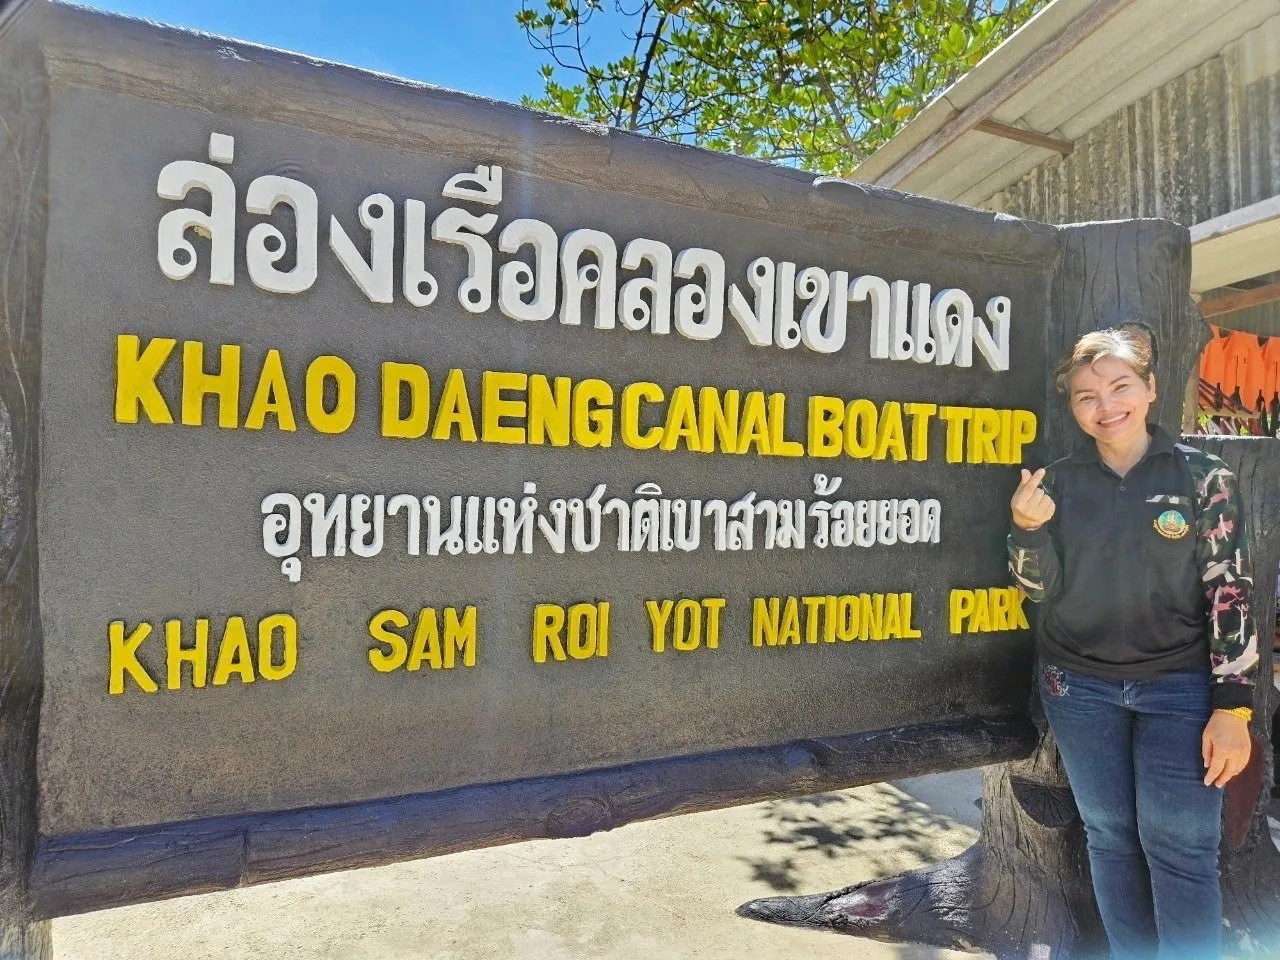 ล่องเรือคลองเขาแดง
KHAO DAENG CANAL BOAT TRIP
อุทยานแห่งชาติเขาสามร้อยยอด
KHAO SAM ROI YOT NATIONAL PARK